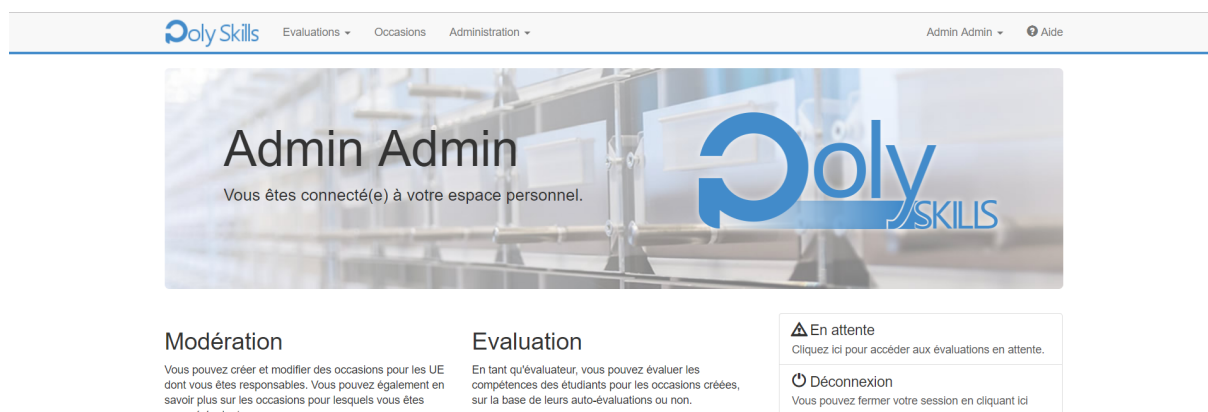 Poly Skills Evaluations Occasions Administration Admin Admin Aide
Admin Admin
Vous êtes connecté(e) à votre espace personnel.
Poly
SKILLS
Modération
Vous pouvez créer et modifier des occasions pour les UE
dont vous êtes responsables. Vous pouvez également en
savoir plus sur les occasions pour lesquels vous êtes
Evaluation
En tant qu'évaluateur, vous pouvez évaluer les
compétences des étudiants pour les occasions créées,
sur la base de leurs auto-évaluations ou non.
En attente
Cliquez ici pour accéder aux évaluations en attente.
Déconnexion
Vous pouvez fermer votre session en cliquant ici